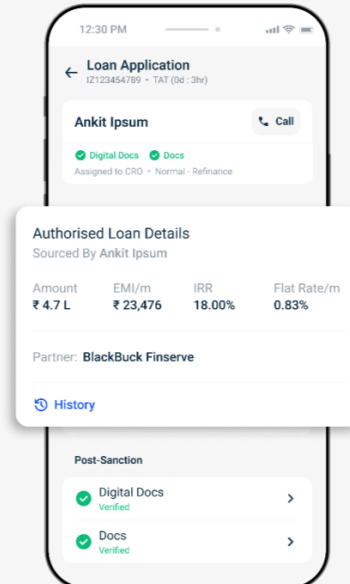 12:30 PM
Loan Application
IZ123454789 • TAT (0d : 3hr)
Ankit Ipsum
Call
Digital Docs Docs
Assigned to CRO • Normal - Refinance
Authorised Loan Details
Sourced By Ankit Ipsum
Amount EMI/m IRR Flat Rate/m
₹ 4.7 L ₹ 23,476 18.00% 0.83%
Partner: BlackBuck Finserve
History
Post-Sanction
Digital Docs
Verified
Docs
Verified